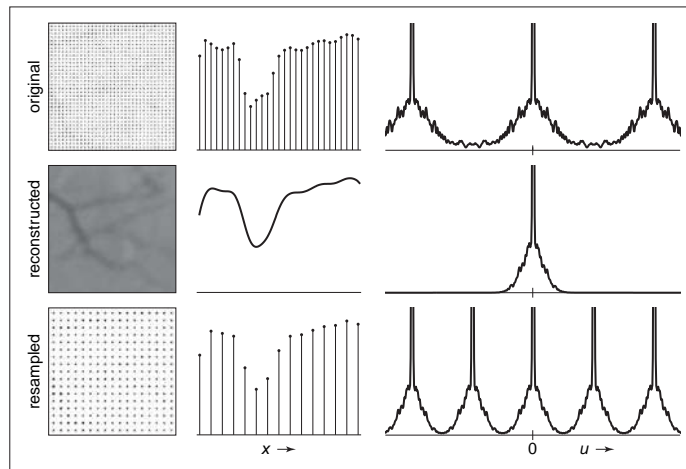 original
reconstructed
resampled
x →
0
u →